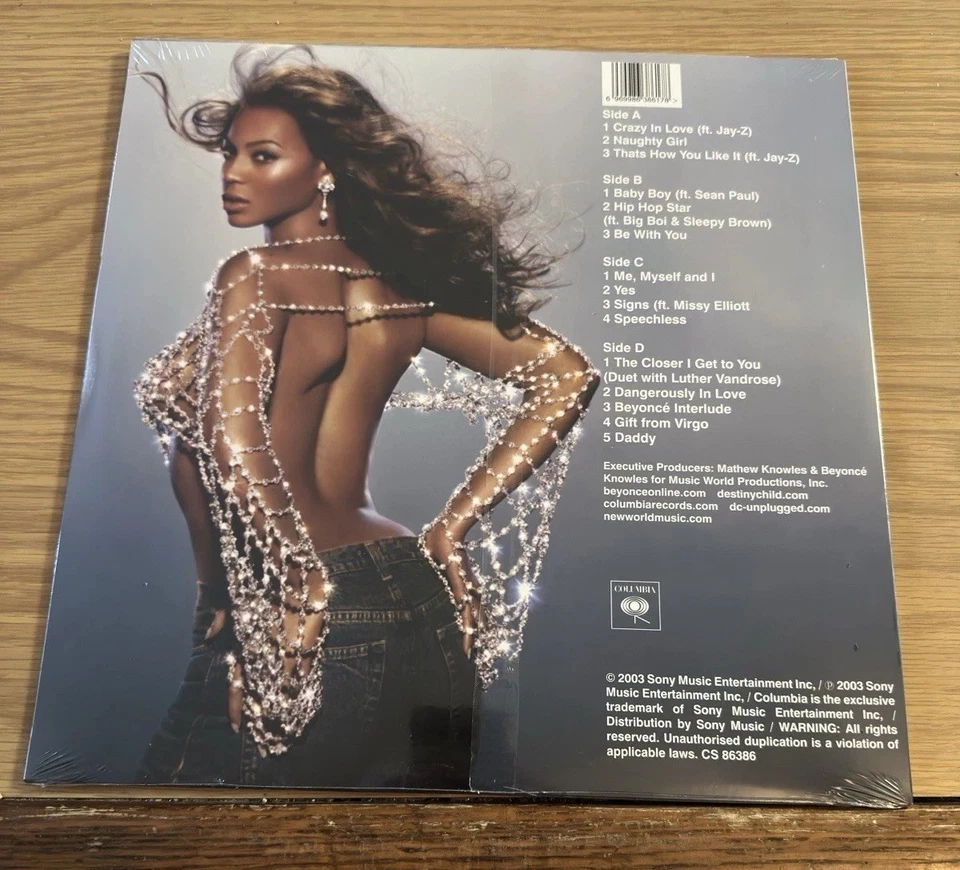 6 969986 386178 >
Side A
1 Crazy In Love (ft. Jay-Z)
2 Naughty Girl
3 Thats How You Like It (ft. Jay-Z)
Side B
1 Baby Boy (ft. Sean Paul)
2 Hip Hop Star
(ft. Big Boi & Sleepy Brown)
3 Be With You
Side C
1 Me, Myself and I
2 Yes
3 Signs (ft. Missy Elliott
4 Speechless
Side D
1 The Closer I Get to You
(Duet with Luther Vandrose)
2 Dangerously In Love
3 Beyoncé Interlude
4 Gift from Virgo
5 Daddy
Executive Producers: Mathew Knowles & Beyoncé
Knowles for Music World Productions, Inc.
beyonceonline.com destinychild.com
columbiarecords.com dc-unplugged.com
newworldmusic.com
COLUMBIA
© 2003 Sony Music Entertainment Inc, / ℗ 2003 Sony
Music Entertainment Inc, / Columbia is the exclusive
trademark of Sony Music Entertainment Inc, /
Distribution by Sony Music / WARNING: All rights
reserved. Unauthorised duplication is a violation of
applicable laws. CS 86386